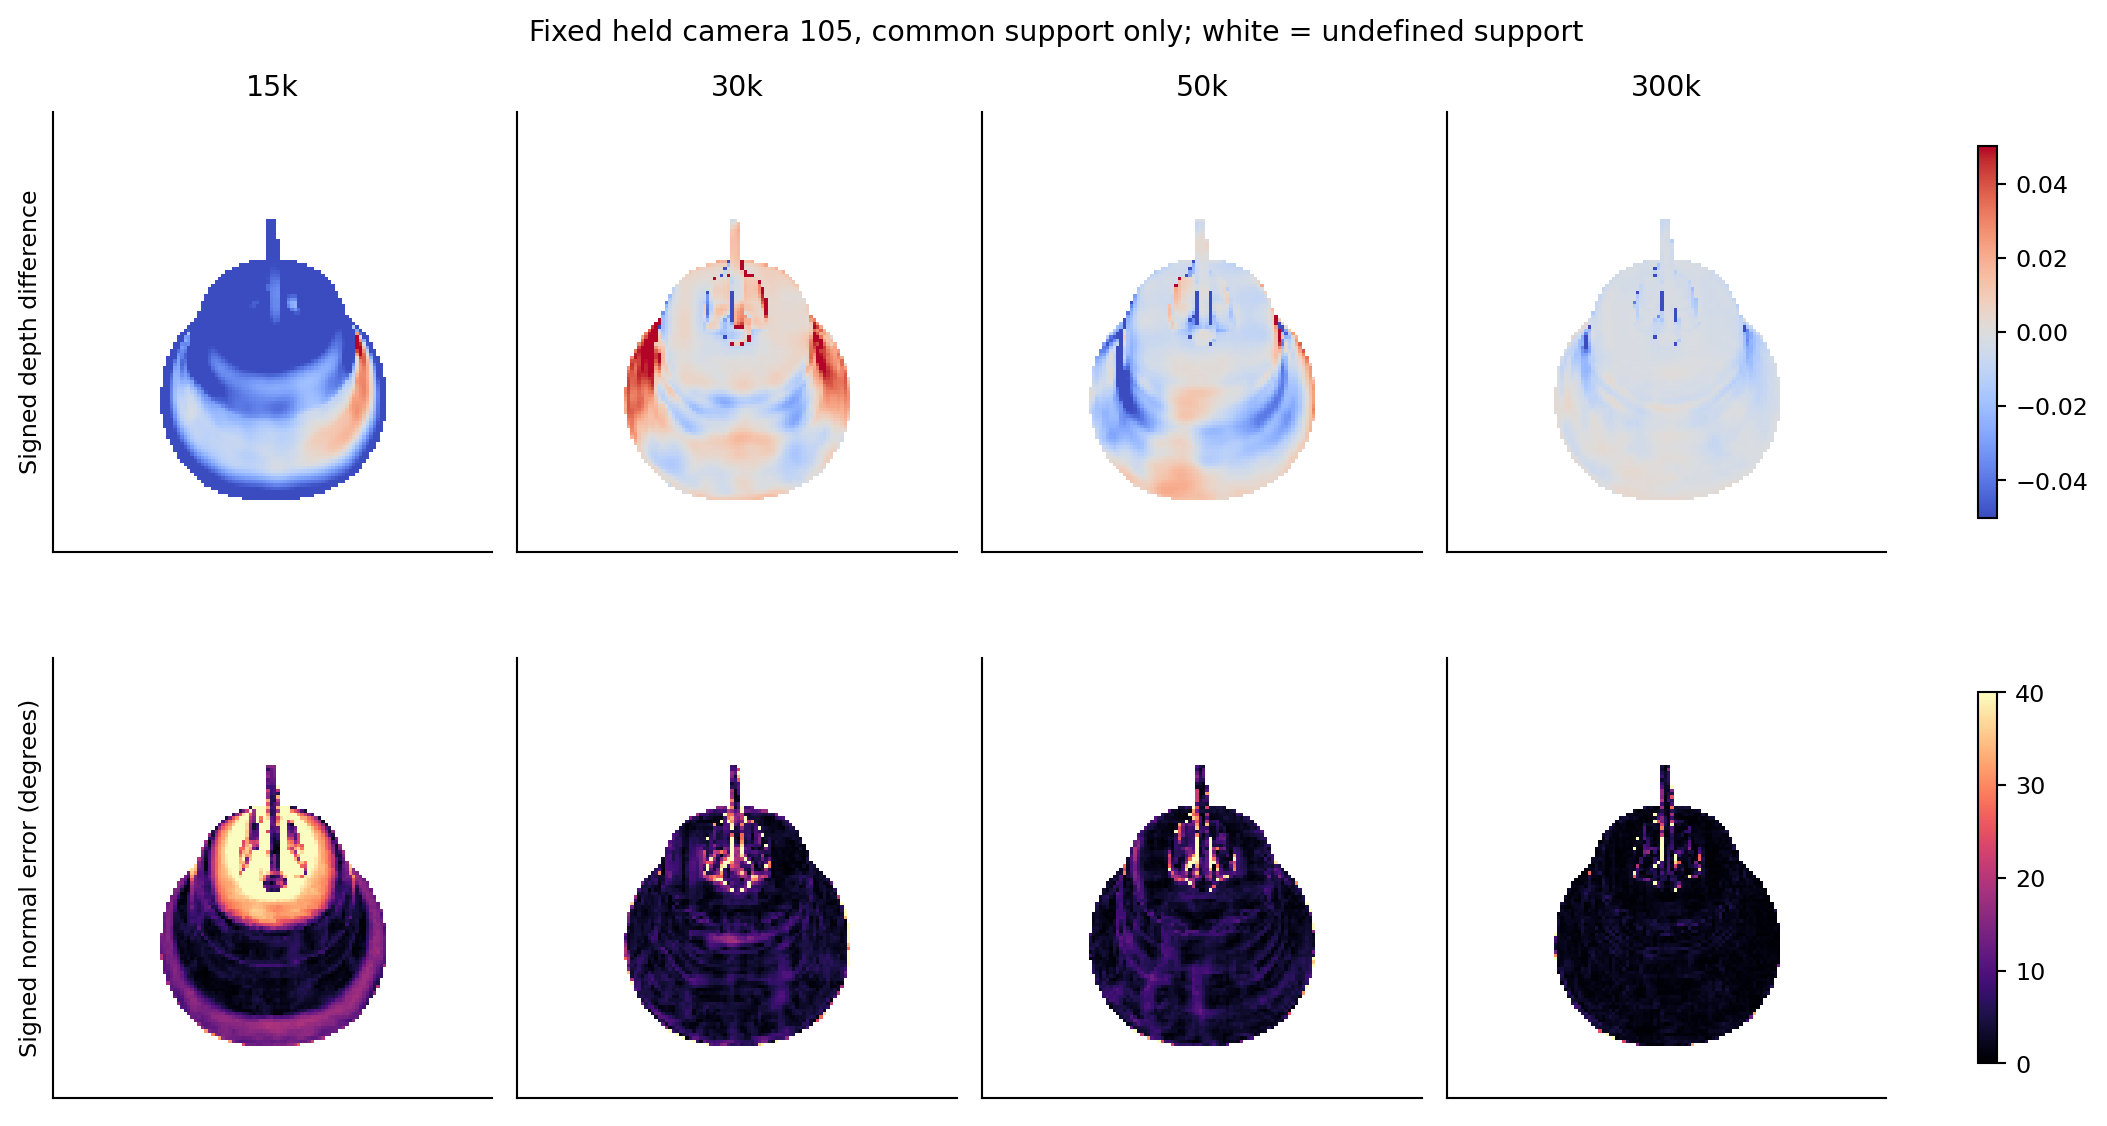 Fixed held camera 105, common support only; white = undefined support
15k
30k
50k
300k
Signed depth difference
0.04
0.02
0.00
−0.02
−0.04
Signed normal error (degrees)
40
30
20
10
0